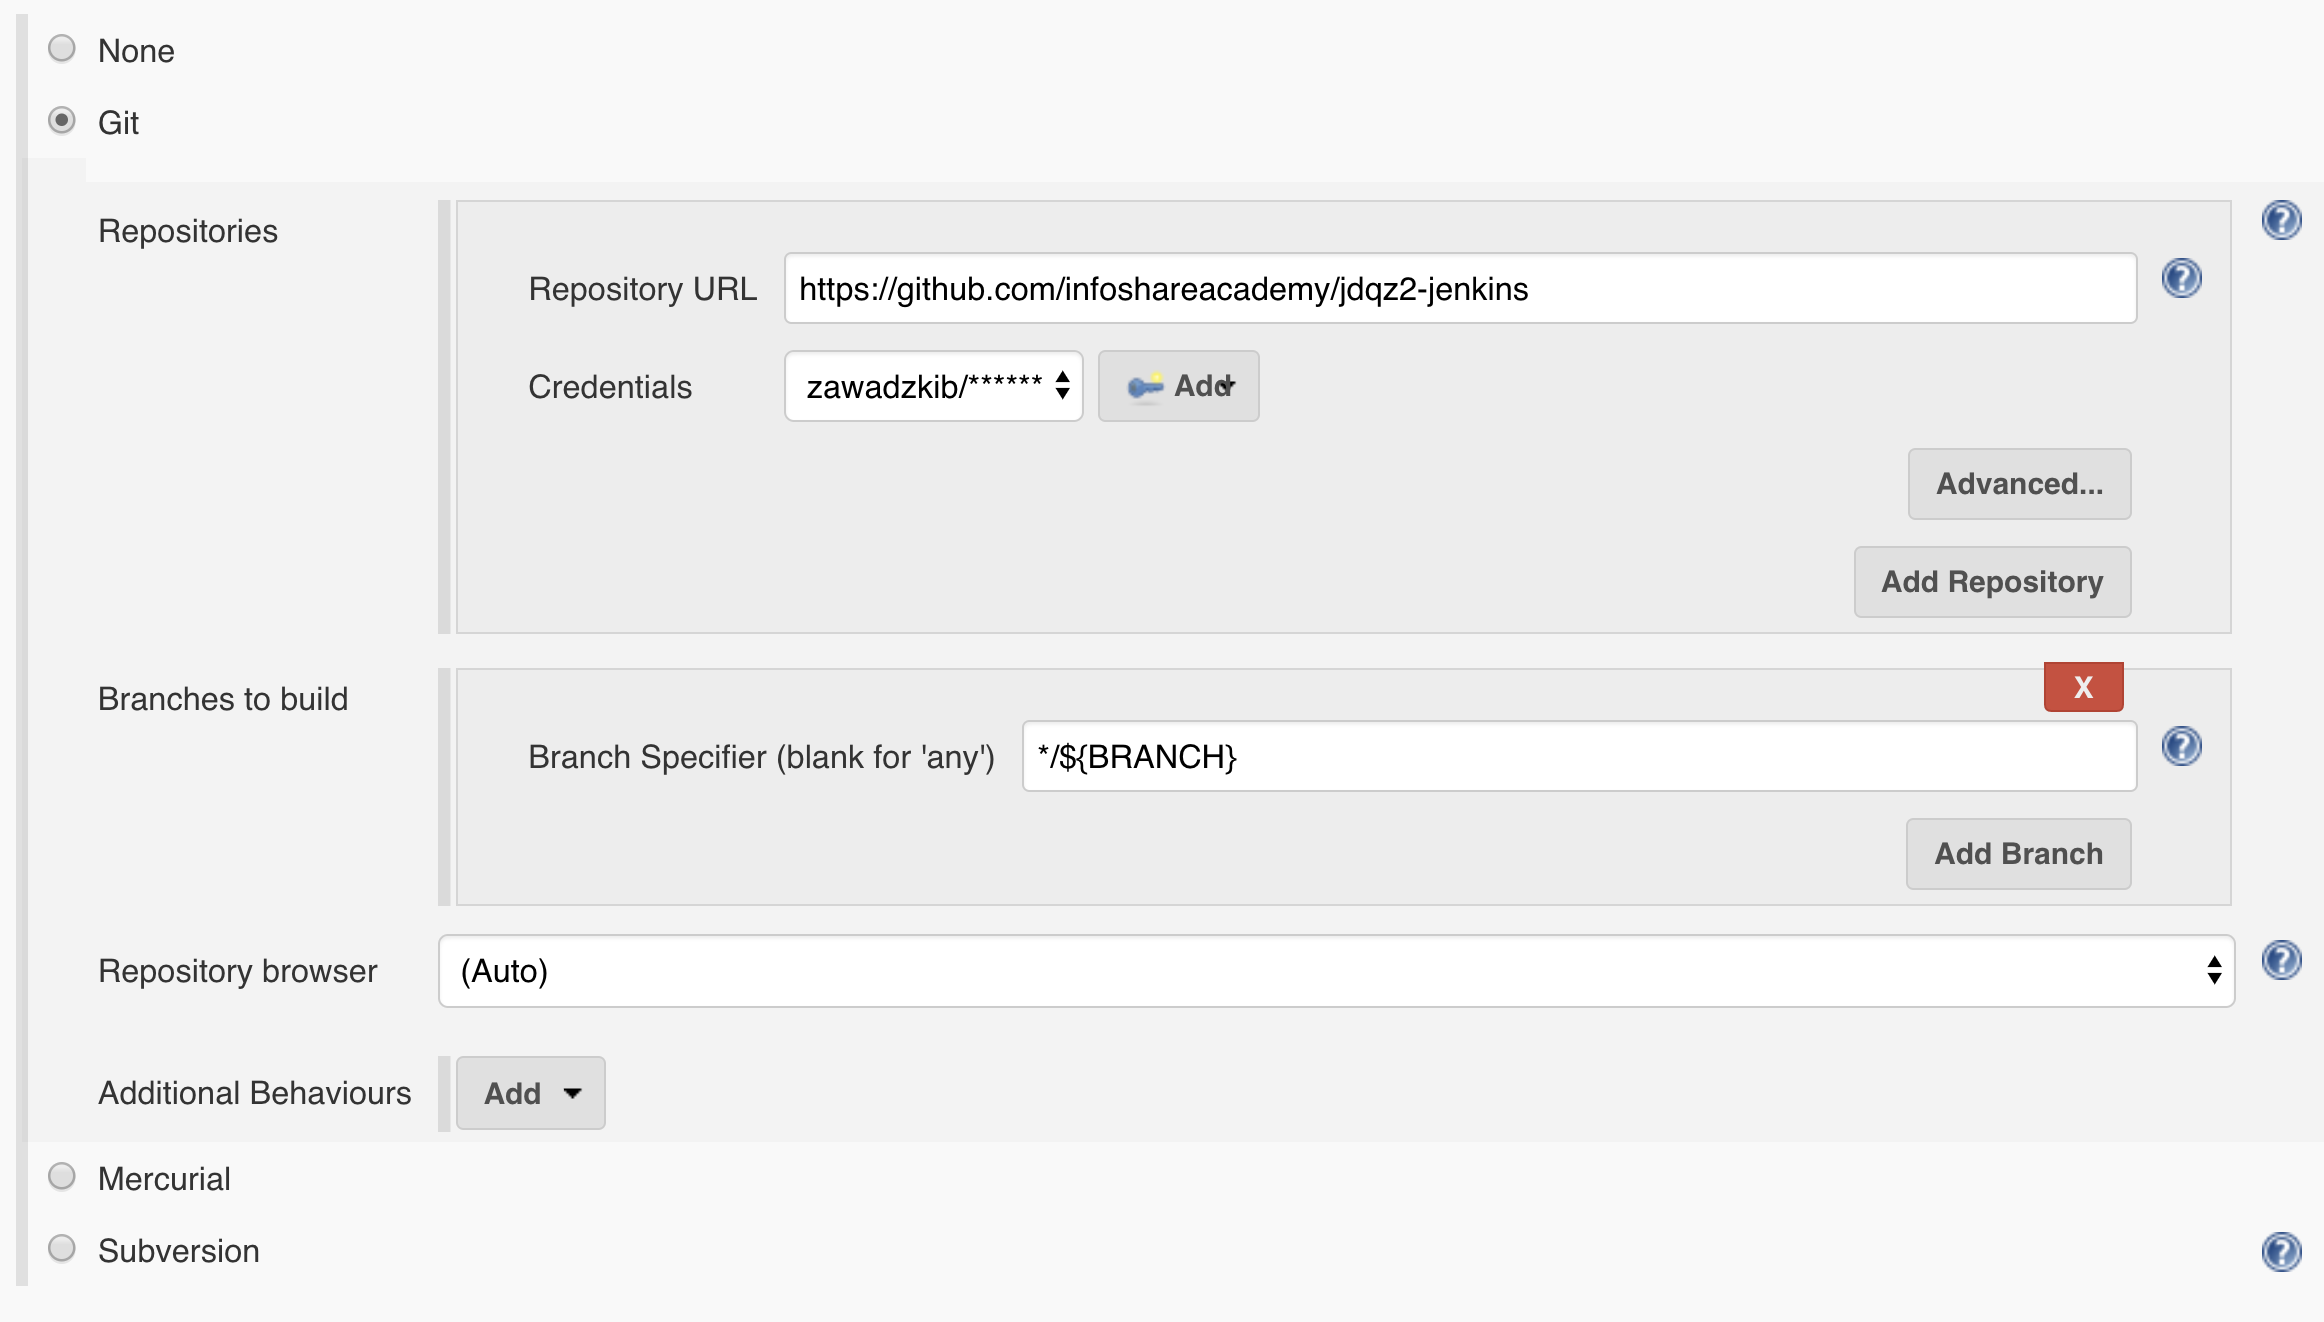 None
Git
Repositories
Repository URL https://github.com/infoshareacademy/jdqz2-jenkins
Credentials zawadzkib/****** Add
Advanced...
Add Repository
Branches to build
X
Branch Specifier (blank for 'any') */${BRANCH}
Add Branch
Repository browser (Auto)
Additional Behaviours Add
Mercurial
Subversion